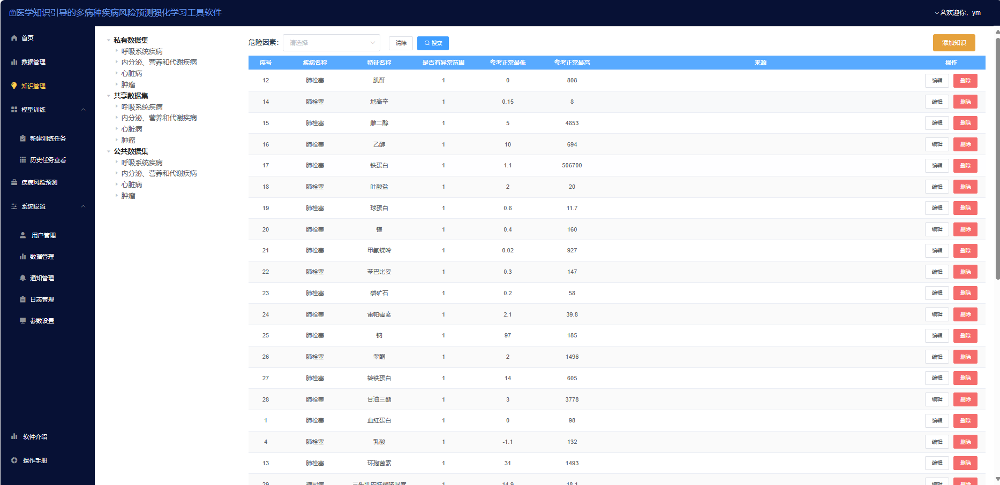 医学知识引导的多病种疾病风险预测强化学习工具软件
欢迎你，ym
首页
数据管理
知识管理
模型训练
新建训练任务
历史任务查看
疾病风险预测
系统设置
用户管理
数据管理
通知管理
日志管理
参数设置
软件介绍
操作手册
私有数据集
呼吸系统疾病
内分泌、营养和代谢疾病
心脏病
肿瘤
共享数据集
呼吸系统疾病
内分泌、营养和代谢疾病
心脏病
肿瘤
公共数据集
呼吸系统疾病
内分泌、营养和代谢疾病
心脏病
肿瘤
危险因素： 请选择 清除 搜索 添加知识
序号 疾病名称 特征名称 是否有异常范围 参考正常最低 参考正常最高 来源 操作
12 肺栓塞 肌酐 1 0 808 编辑 删除
14 肺栓塞 地高辛 1 0.15 8 编辑 删除
15 肺栓塞 雌二醇 1 5 4853 编辑 删除
16 肺栓塞 乙醇 1 10 694 编辑 删除
17 肺栓塞 铁蛋白 1 1.1 506700 编辑 删除
18 肺栓塞 叶酸盐 1 2 20 编辑 删除
19 肺栓塞 球蛋白 1 0.6 11.7 编辑 删除
20 肺栓塞 镁 1 0.4 160 编辑 删除
21 肺栓塞 甲氨蝶呤 1 0.02 927 编辑 删除
22 肺栓塞 苯巴比妥 1 0.3 147 编辑 删除
23 肺栓塞 磷矿石 1 0.2 58 编辑 删除
24 肺栓塞 雷帕霉素 1 2.1 39.8 编辑 删除
25 肺栓塞 钠 1 97 185 编辑 删除
26 肺栓塞 睾酮 1 2 1496 编辑 删除
27 肺栓塞 转铁蛋白 1 14 605 编辑 删除
28 肺栓塞 甘油三酯 1 3 3778 编辑 删除
1 肺栓塞 血红蛋白 1 0 98 编辑 删除
4 肺栓塞 乳酸 1 -1.1 132 编辑 删除
13 肺栓塞 环孢菌素 1 31 1493 编辑 删除
29 糖尿病 三头肌皮肤褶皱厚度 1 14.9 18.1 编辑 删除